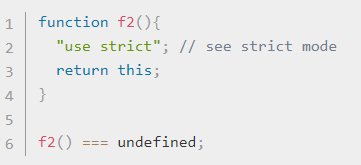 1 function f2(){
2   "use strict"; // see strict mode
3   return this;
4 }
5
6 f2() === undefined;